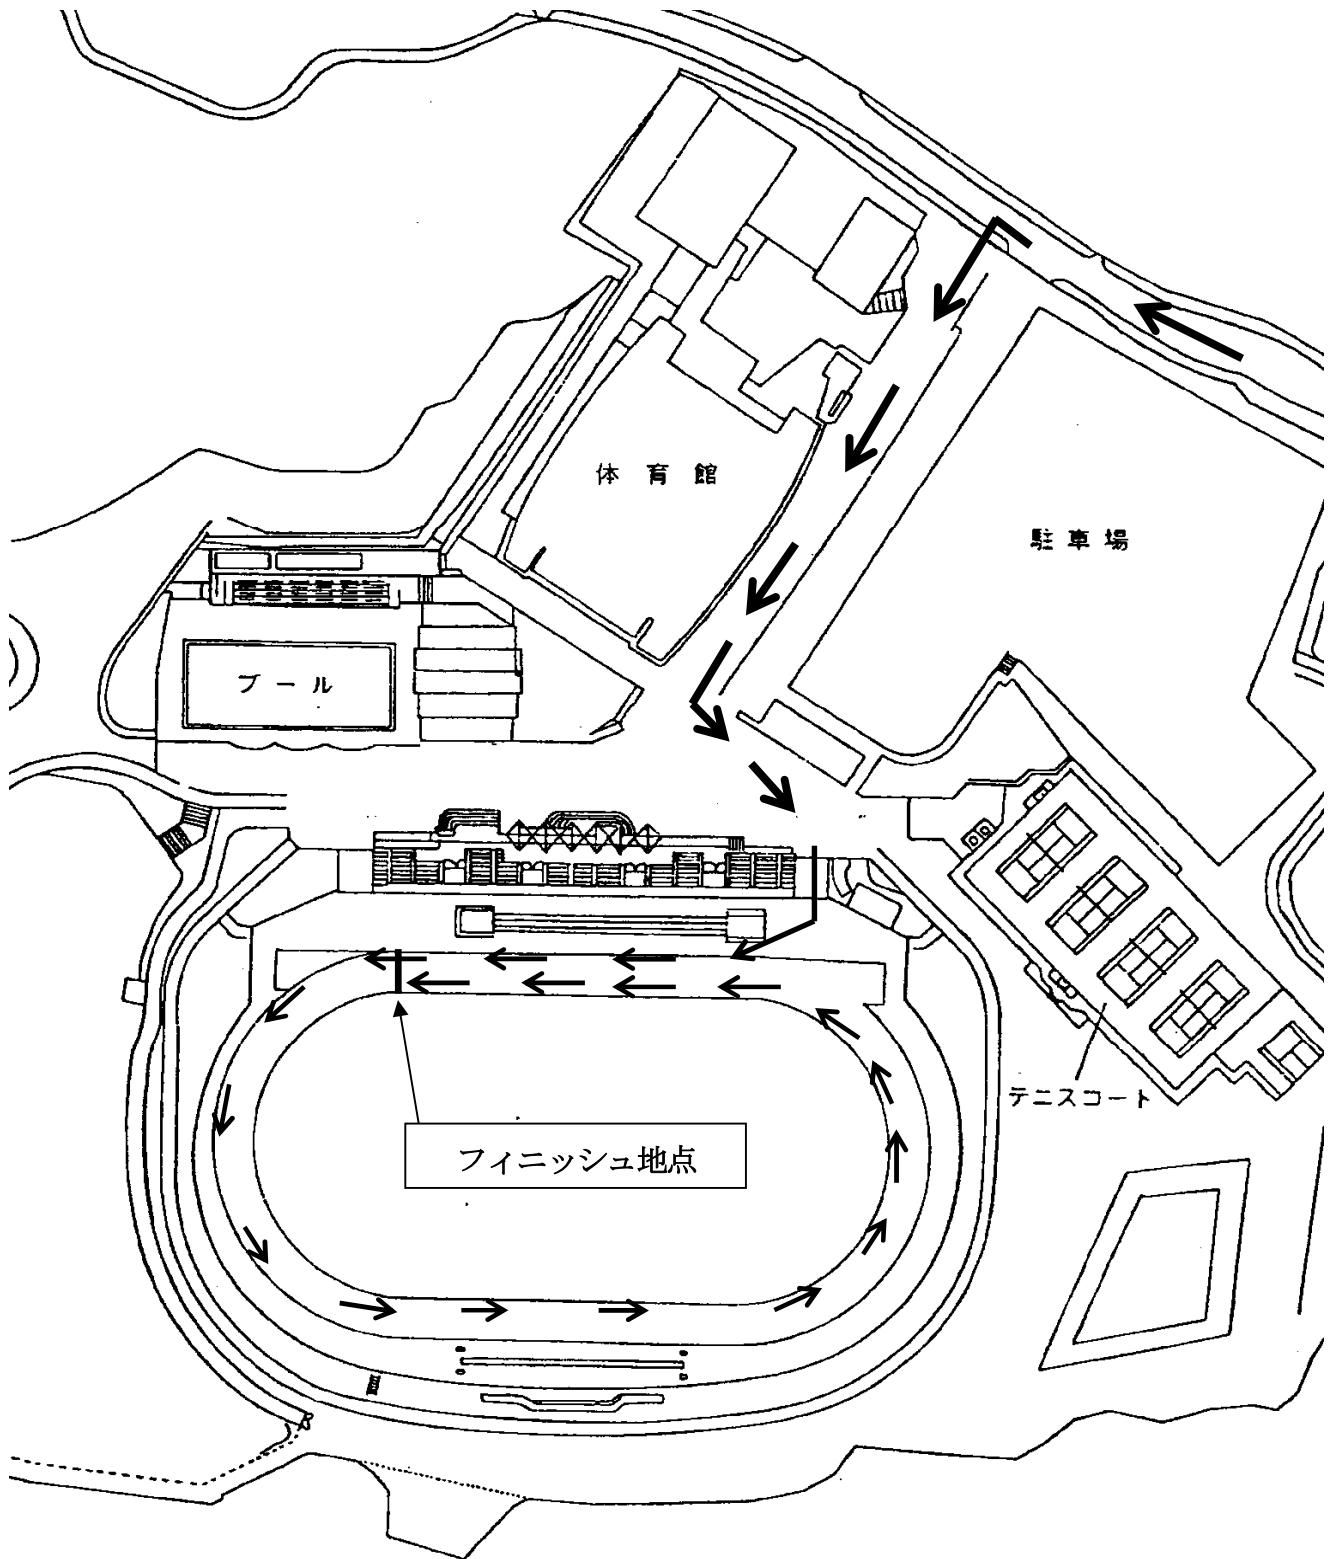 体育館
駐車場
プール
テニスコート
フィニッシュ地点